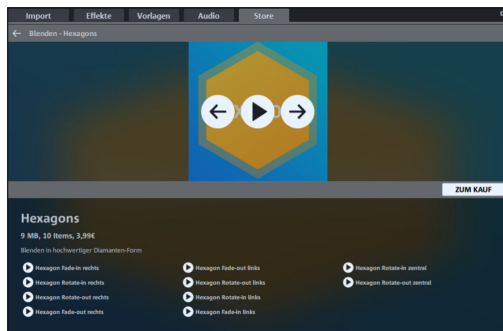 Import Effekte Vorlagen Audio Store
Blenden - Hexagons
ZUM KAUF
Hexagons
9 MB, 10 Items, 3,99€
Blenden in hochwertiger Diamanten-Form
Hexagon Fade-in rechts
Hexagon Rotate-in rechts
Hexagon Rotate-out rechts
Hexagon Fade-out rechts
Hexagon Fade-out links
Hexagon Rotate-out links
Hexagon Rotate-in links
Hexagon Fade-in links
Hexagon Rotate-in zentral
Hexagon Rotate-out zentral